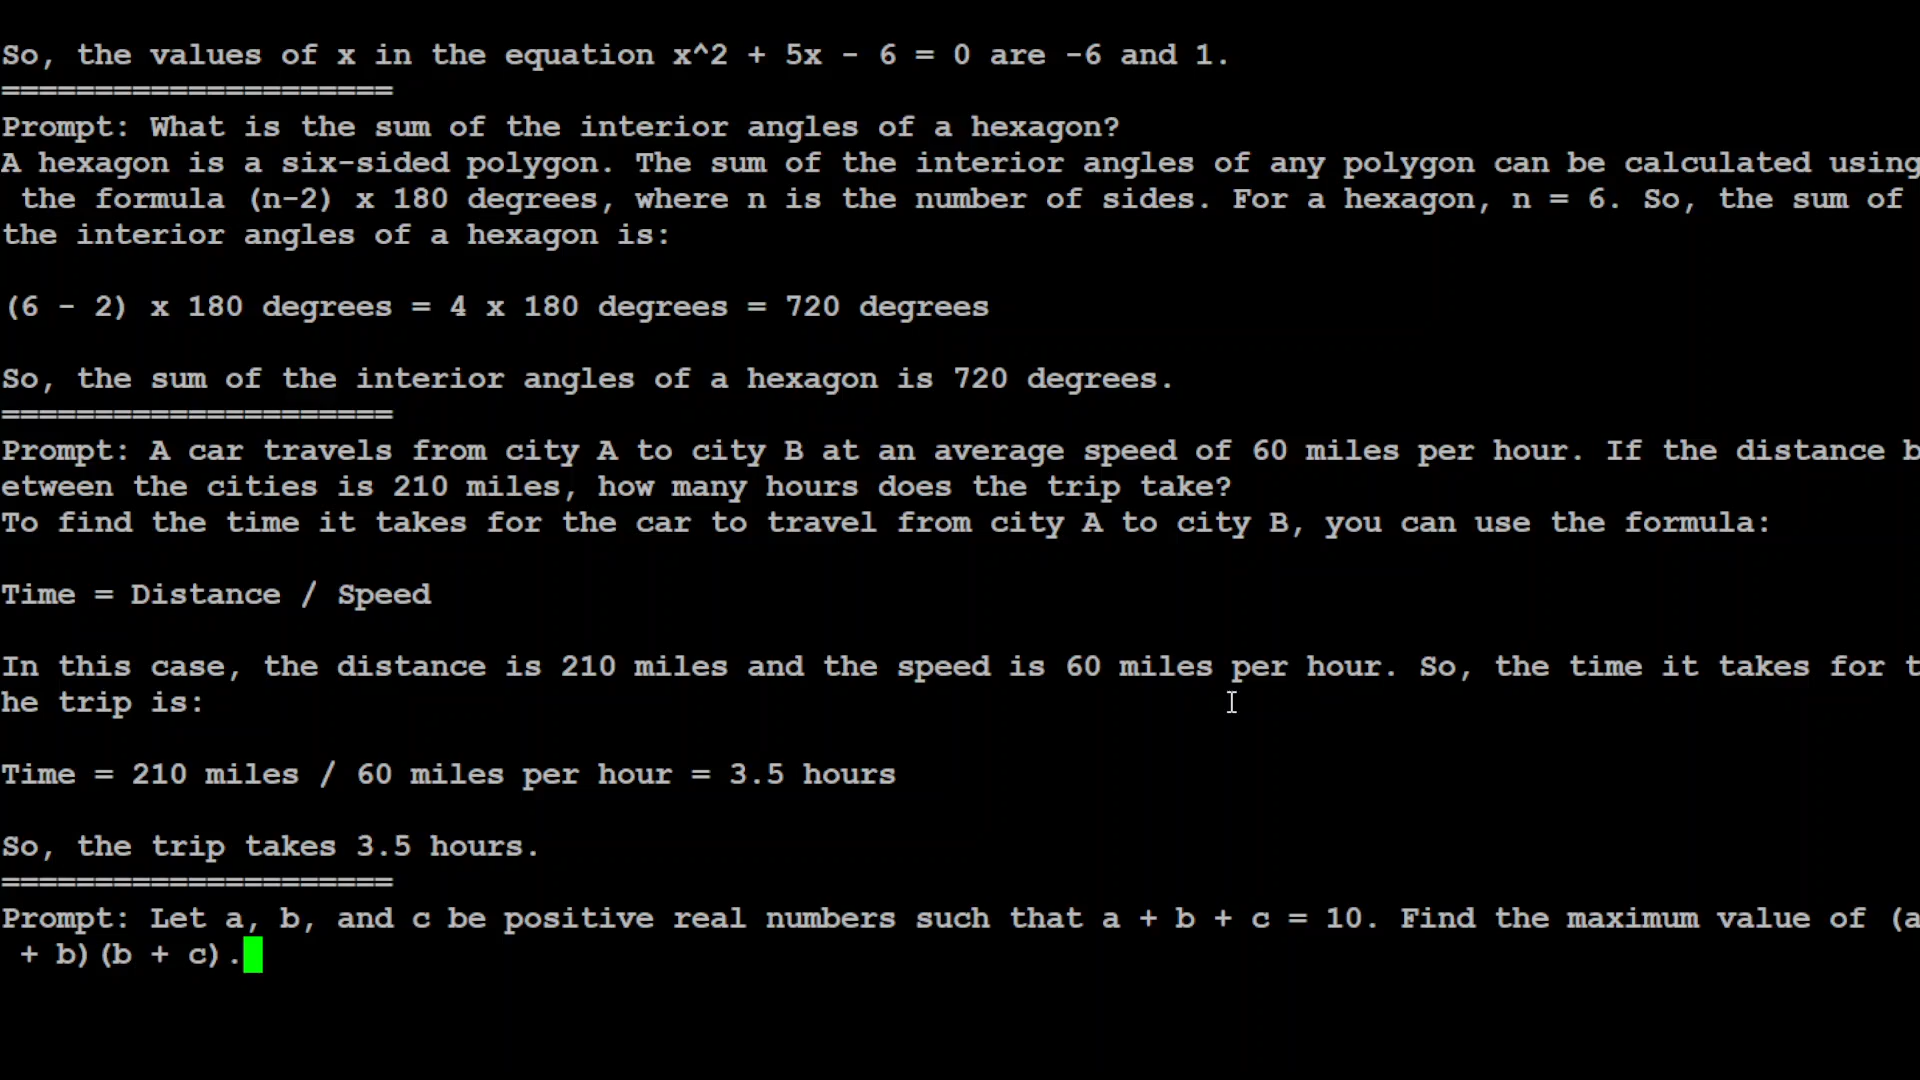 So, the values of x in the equation x^2 + 5x - 6 = 0 are -6 and 1.
=====================
Prompt: What is the sum of the interior angles of a hexagon?
A hexagon is a six-sided polygon. The sum of the interior angles of any polygon can be calculated using
 the formula (n-2) x 180 degrees, where n is the number of sides. For a hexagon, n = 6. So, the sum of
the interior angles of a hexagon is:
(6 - 2) x 180 degrees = 4 x 180 degrees = 720 degrees
So, the sum of the interior angles of a hexagon is 720 degrees.
=====================
Prompt: A car travels from city A to city B at an average speed of 60 miles per hour. If the distance b
etween the cities is 210 miles, how many hours does the trip take?
To find the time it takes for the car to travel from city A to city B, you can use the formula:
Time = Distance / Speed
In this case, the distance is 210 miles and the speed is 60 miles per hour. So, the time it takes for t
he trip is:
Time = 210 miles / 60 miles per hour = 3.5 hours
So, the trip takes 3.5 hours.
=====================
Prompt: Let a, b, and c be positive real numbers such that a + b + c = 10. Find the maximum value of (a
 + b)(b + c).